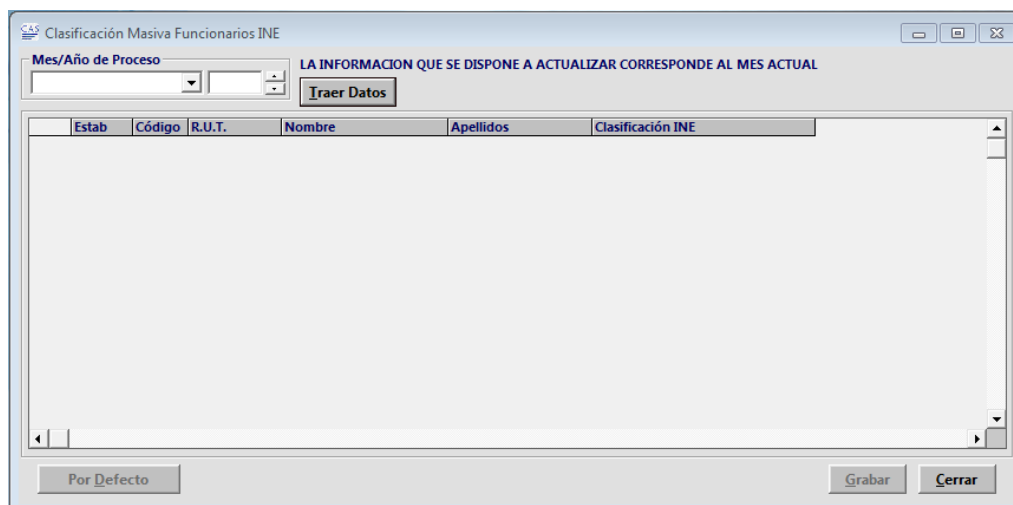 CAS Clasificación Masiva Funcionarios INE
Mes/Año de Proceso
LA INFORMACION QUE SE DISPONE A ACTUALIZAR CORRESPONDE AL MES ACTUAL
Traer Datos
Estab Código R.U.T. Nombre Apellidos Clasificación INE
Por Defecto Grabar Cerrar